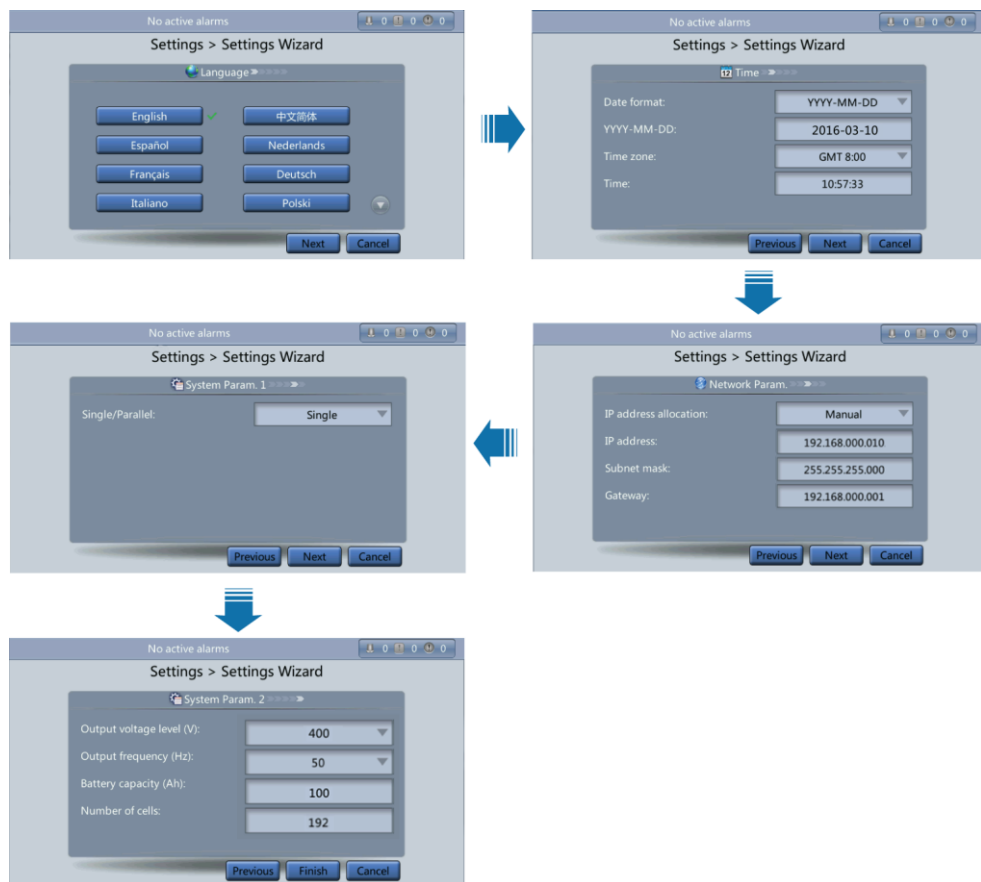 No active alarms 0 0 0
Settings > Settings Wizard
Language
English 中文简体
Español Nederlands
Français Deutsch
Italiano Polski
Next Cancel
No active alarms 0 0 0
Settings > Settings Wizard
12 Time
Date format: YYYY-MM-DD
YYYY-MM-DD: 2016-03-10
Time zone: GMT 8:00
Time: 10:57:33
Previous Next Cancel
No active alarms 0 0 0
Settings > Settings Wizard
Network Param.
IP address allocation: Manual
IP address: 192.168.000.010
Subnet mask: 255.255.255.000
Gateway: 192.168.000.001
Previous Next Cancel
No active alarms 0 0 0
Settings > Settings Wizard
System Param. 1
Single/Parallel: Single
Previous Next Cancel
No active alarms 0 0 0
Settings > Settings Wizard
System Param. 2
Output voltage level (V): 400
Output frequency (Hz): 50
Battery capacity (Ah): 100
Number of cells: 192
Previous Finish Cancel